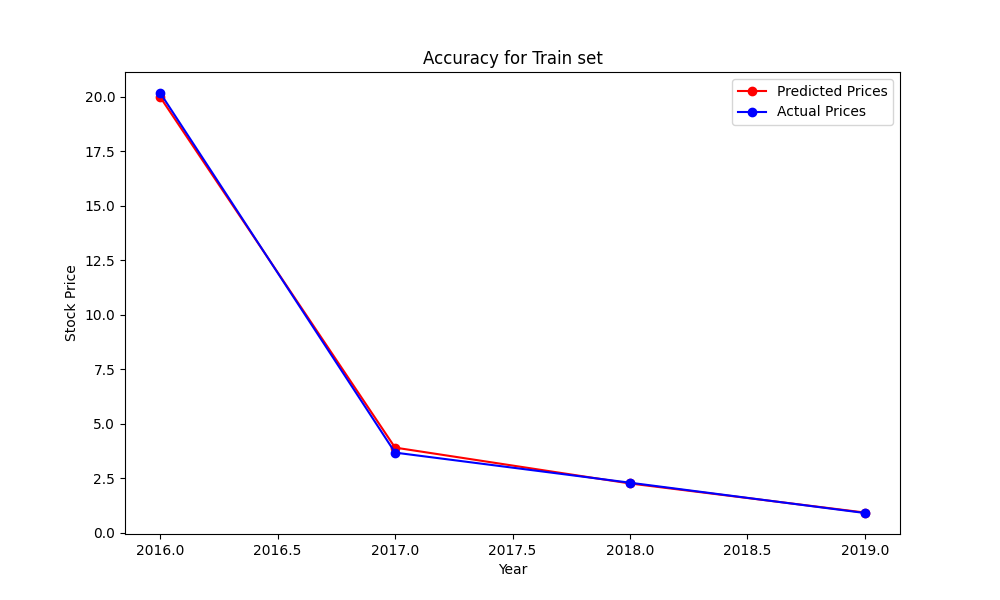 Accuracy for Train set
Predicted Prices
Actual Prices
20.0
17.5
15.0
12.5
10.0
7.5
5.0
2.5
0.0
Stock Price
2016.0 2016.5 2017.0 2017.5 2018.0 2018.5 2019.0
Year